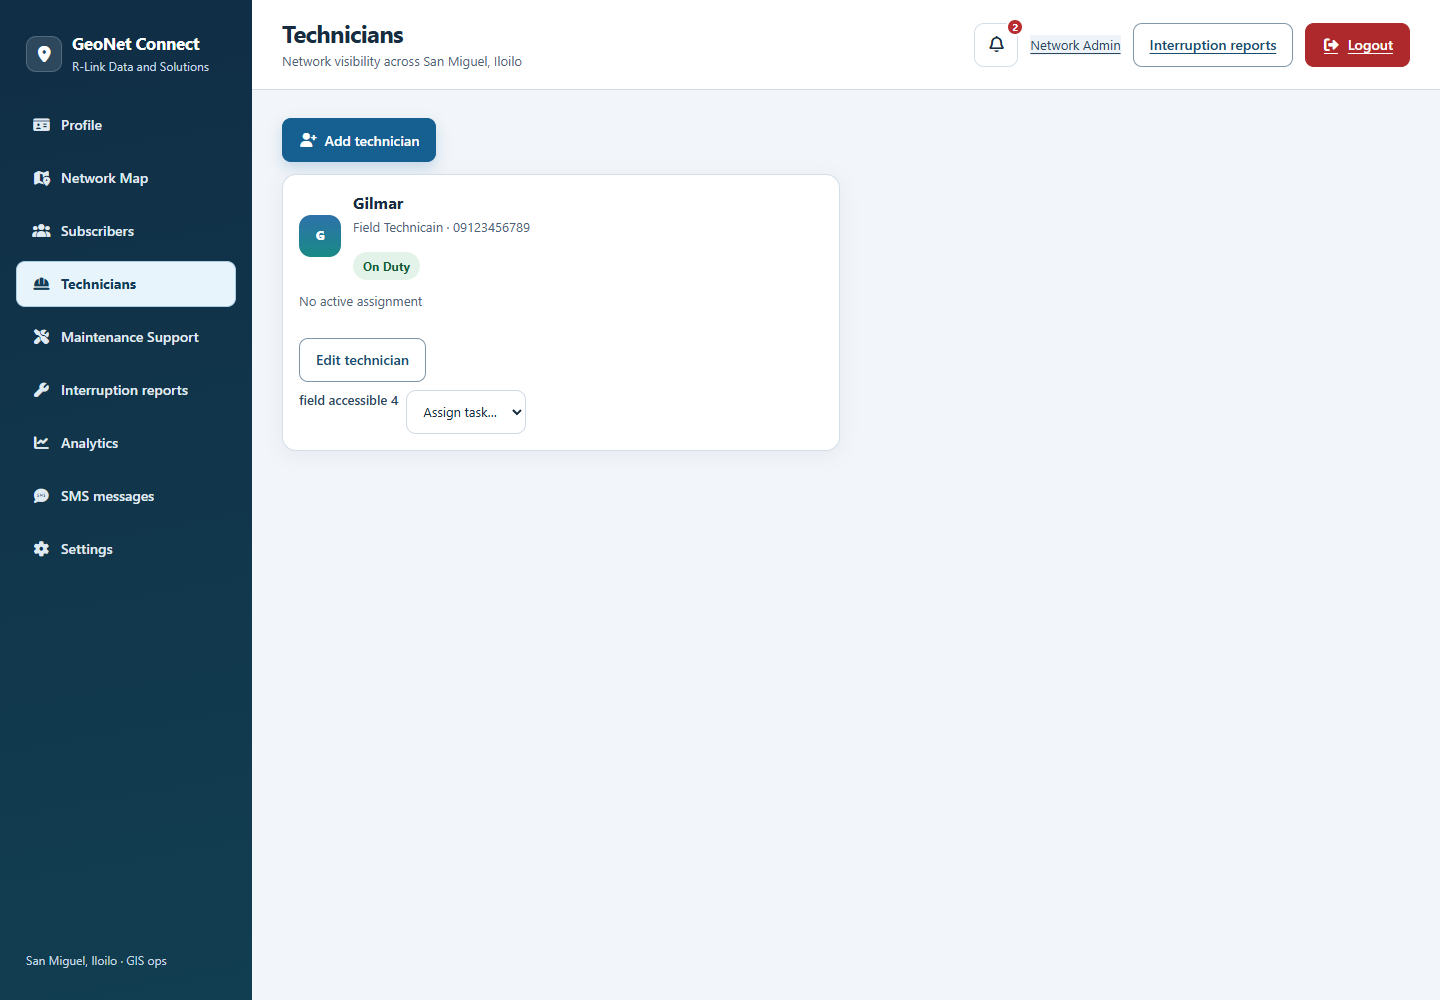 GeoNet Connect
R-Link Data and Solutions
Profile
Network Map
Subscribers
Technicians
Maintenance Support
Interruption reports
Analytics
SMS messages
Settings
San Miguel, Iloilo · GIS ops
Technicians
Network visibility across San Miguel, Iloilo
2
Network Admin
Interruption reports
Logout
Add technician
G
Gilmar
Field Technicain · 09123456789
On Duty
No active assignment
Edit technician
field accessible 4
Assign task...